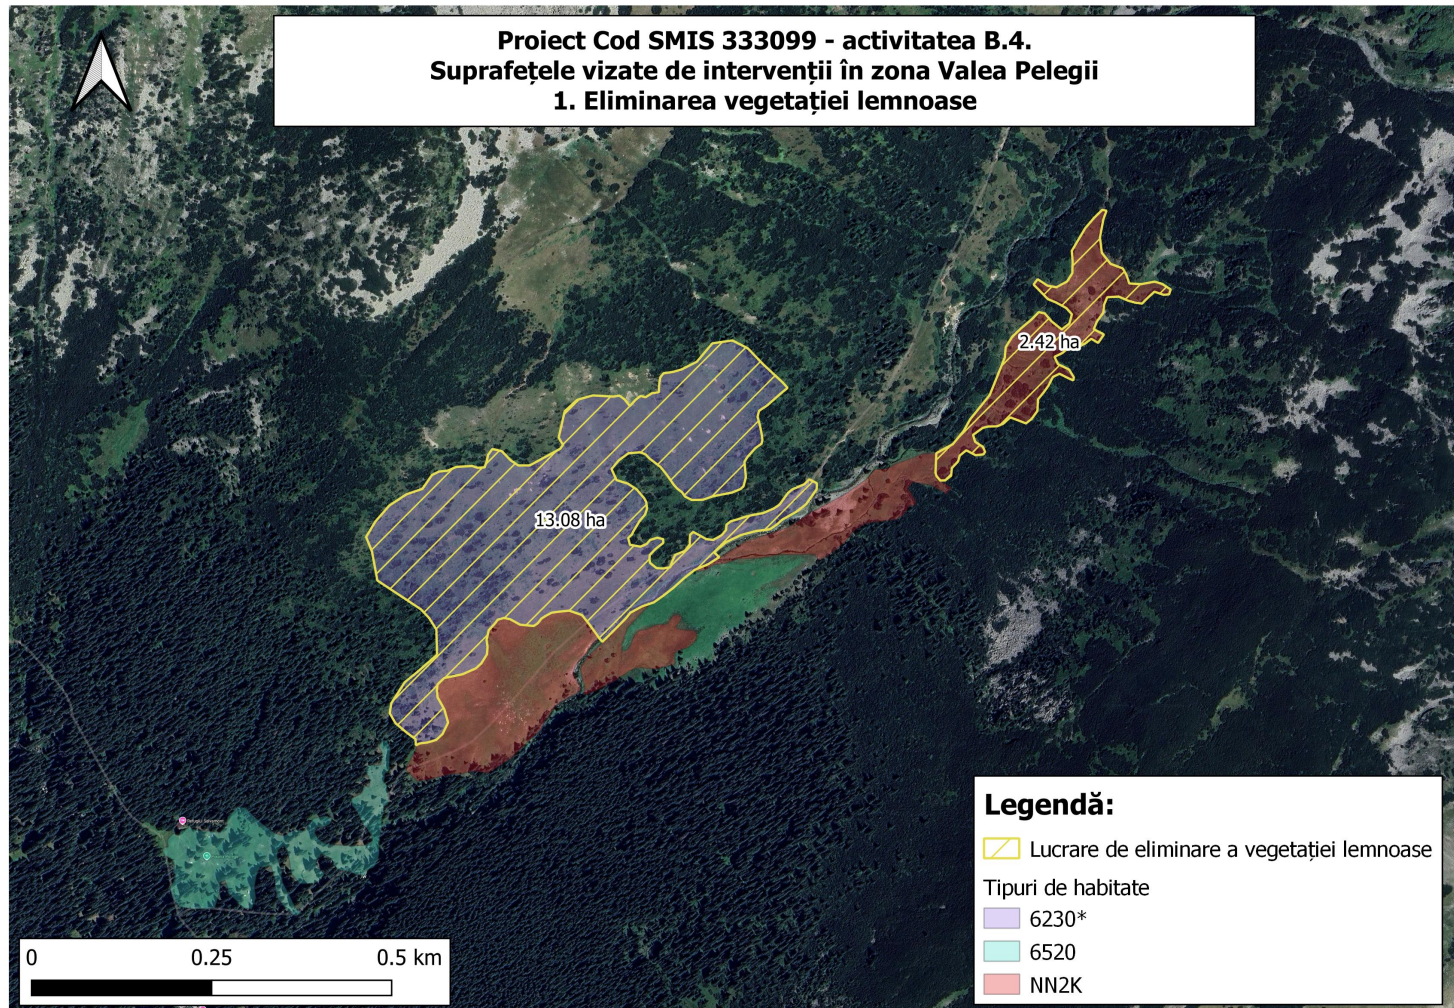 Proiect Cod SMIS 333099 - activitatea B.4.
Suprafețele vizate de intervenții în zona Valea Pelegii
1. Eliminarea vegetației lemnoase
2.42 ha
13.08 ha
Legendă:
Lucrare de eliminare a vegetației lemnoase
Tipuri de habitate
6230*
6520
NN2K
0 0.25 0.5 km